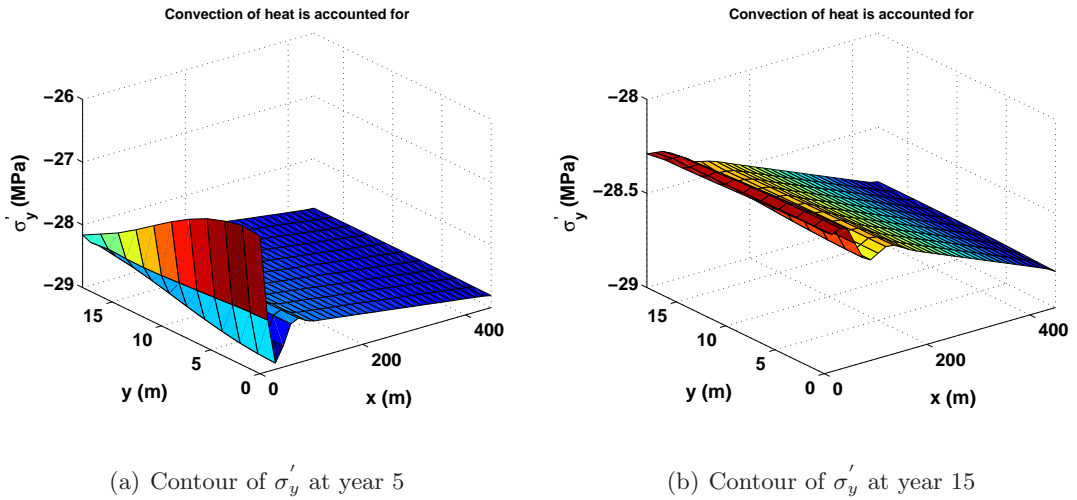 Convection of heat is accounted for
−26
−27
−28
−29
σ'y (MPa)
15
10
5
0
y (m)
0
200
400
x (m)
(a) Contour of σ'y at year 5
Convection of heat is accounted for
−28
−28.5
−29
σ'y (MPa)
15
10
5
0
y (m)
0
200
400
x (m)
(b) Contour of σ'y at year 15